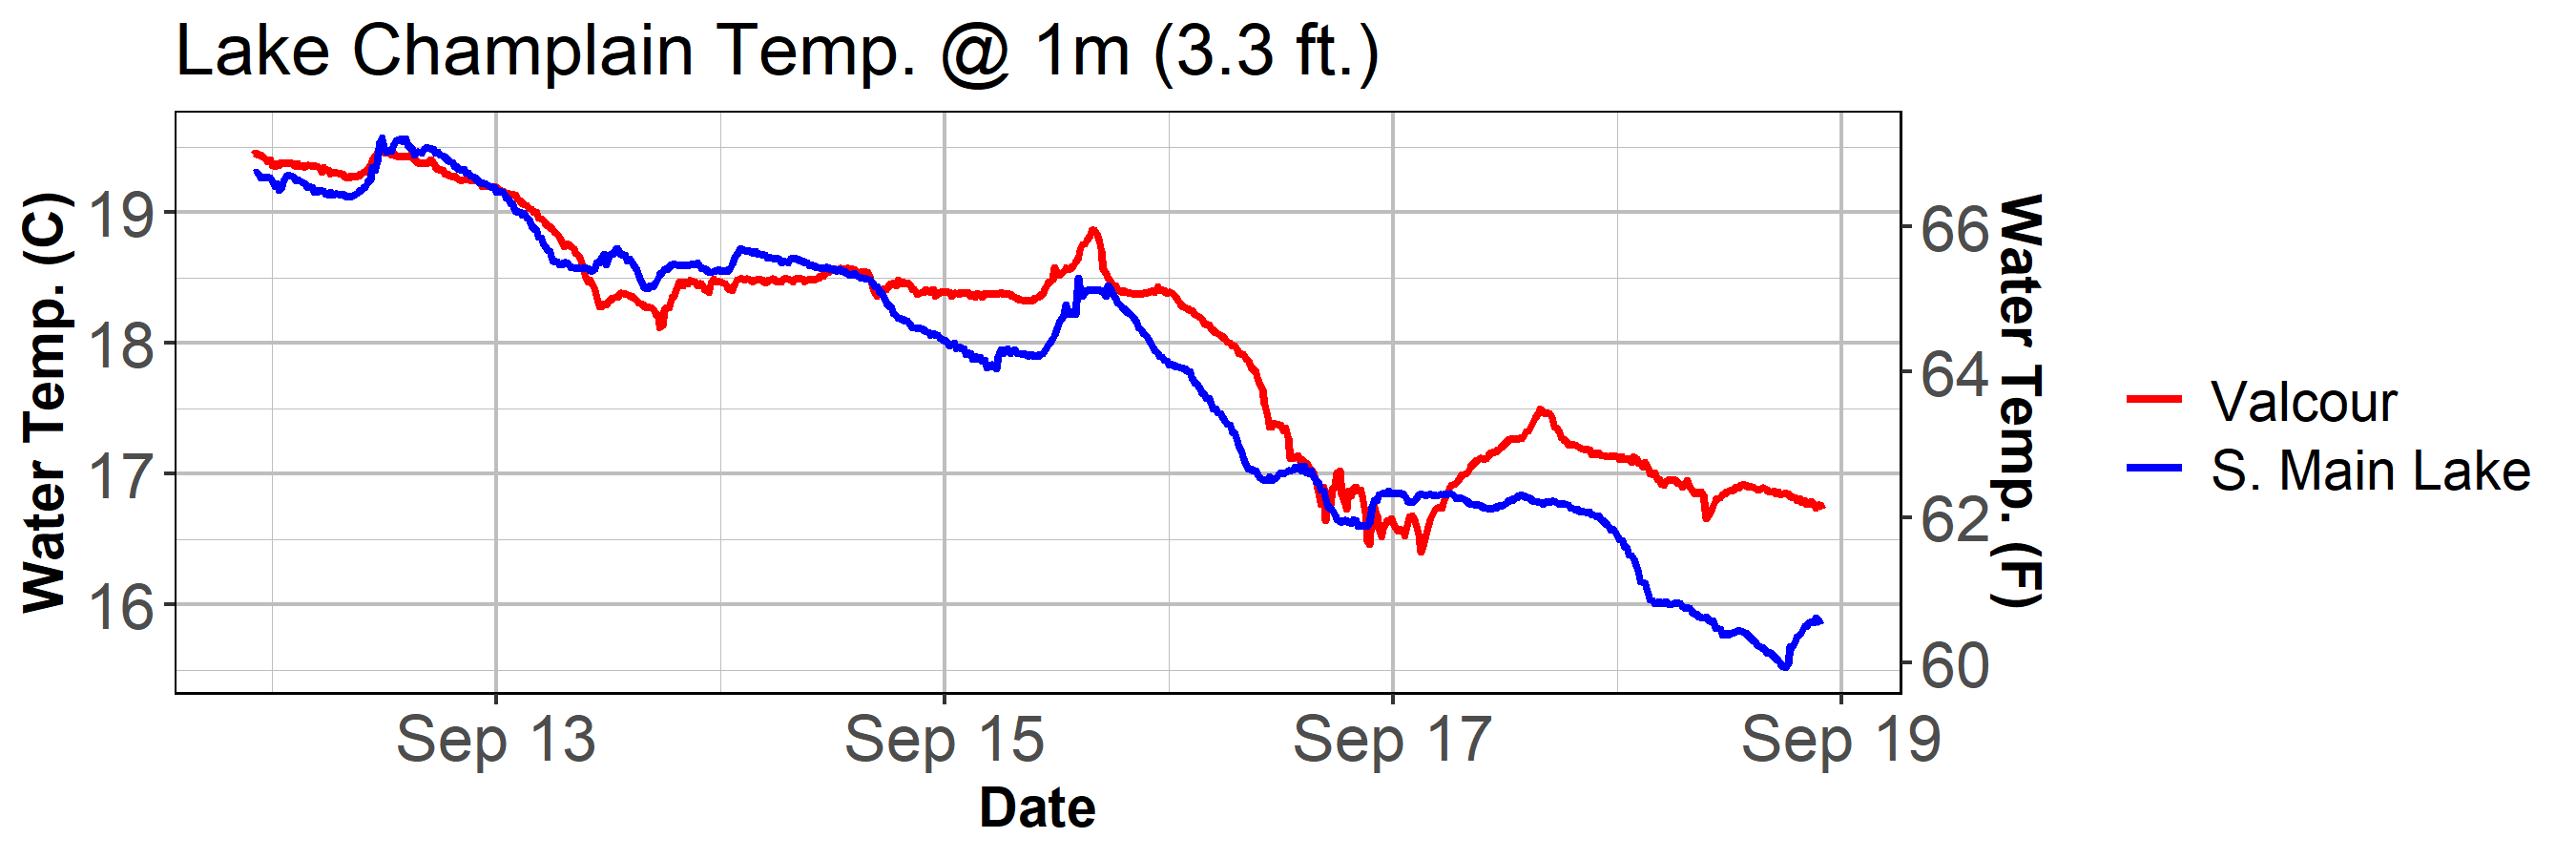 Lake Champlain Temp. @ 1m (3.3 ft.)
Water Temp. (C)
19
18
17
16
66
64
62
60
Water Temp. (F)
Sep 13
Sep 15
Sep 17
Sep 19
Date
Valcour
S. Main Lake